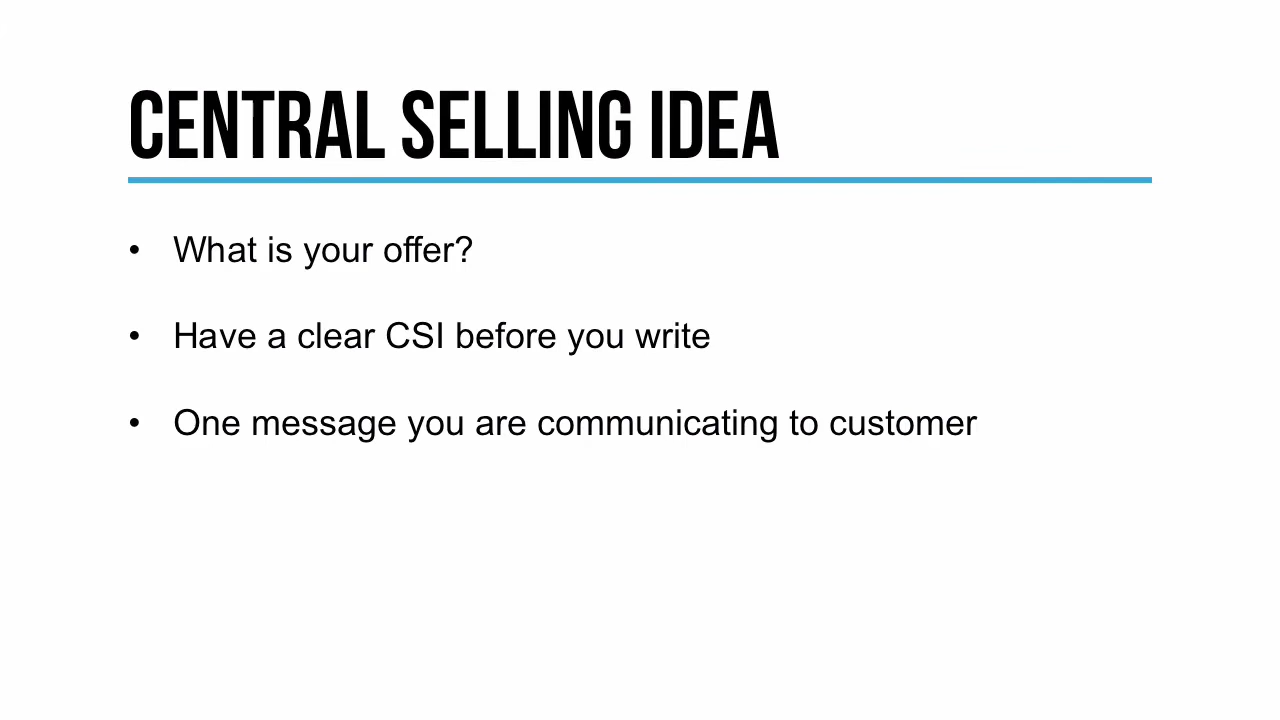 CENTRAL SELLING IDEA
• What is your offer?
• Have a clear CSI before you write
• One message you are communicating to customer